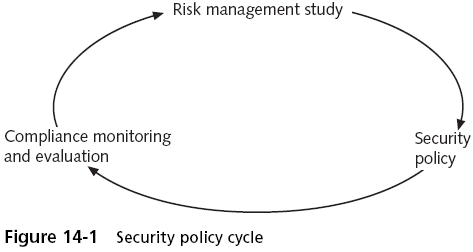 Risk management study
Compliance monitoring
and evaluation
Security
policy
Figure 14-1 Security policy cycle